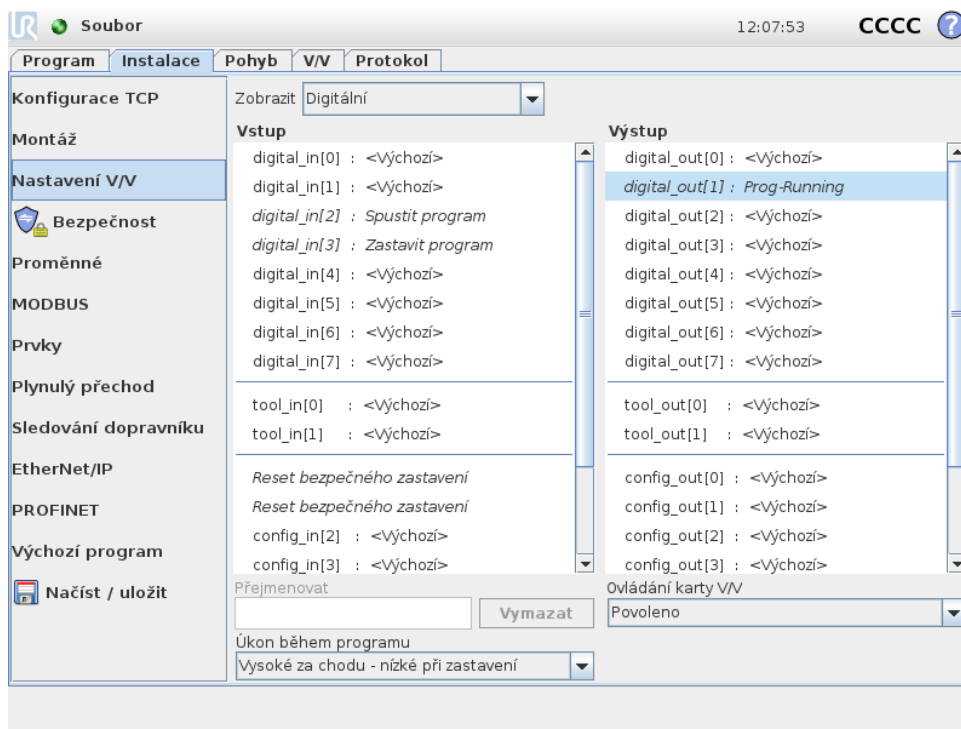 UR Soubor 12:07:53 CCCC ?
Program Instalace Pohyb V/V Protokol
Konfigurace TCP
Montáž
Nastavení V/V
Bezpečnost
Proměnné
MODBUS
Prvky
Plynulý přechod
Sledování dopravníku
EtherNet/IP
PROFINET
Výchozí program
Načíst / uložit
Zobrazit Digitální
Vstup
digital_in[0] : <Výchozí>
digital_in[1] : <Výchozí>
digital_in[2] : Spustit program
digital_in[3] : Zastavit program
digital_in[4] : <Výchozí>
digital_in[5] : <Výchozí>
digital_in[6] : <Výchozí>
digital_in[7] : <Výchozí>
tool_in[0] : <Výchozí>
tool_in[1] : <Výchozí>
Reset bezpečného zastavení
Reset bezpečného zastavení
config_in[2] : <Výchozí>
config_in[3] : <Výchozí>
Výstup
digital_out[0] : <Výchozí>
digital_out[1] : Prog-Running
digital_out[2] : <Výchozí>
digital_out[3] : <Výchozí>
digital_out[4] : <Výchozí>
digital_out[5] : <Výchozí>
digital_out[6] : <Výchozí>
digital_out[7] : <Výchozí>
tool_out[0] : <Výchozí>
tool_out[1] : <Výchozí>
config_out[0] : <Výchozí>
config_out[1] : <Výchozí>
config_out[2] : <Výchozí>
config_out[3] : <Výchozí>
Přejmenovat
Vymazat
Úkon během programu
Vysoké za chodu - nízké při zastavení
Ovládání karty V/V
Povoleno